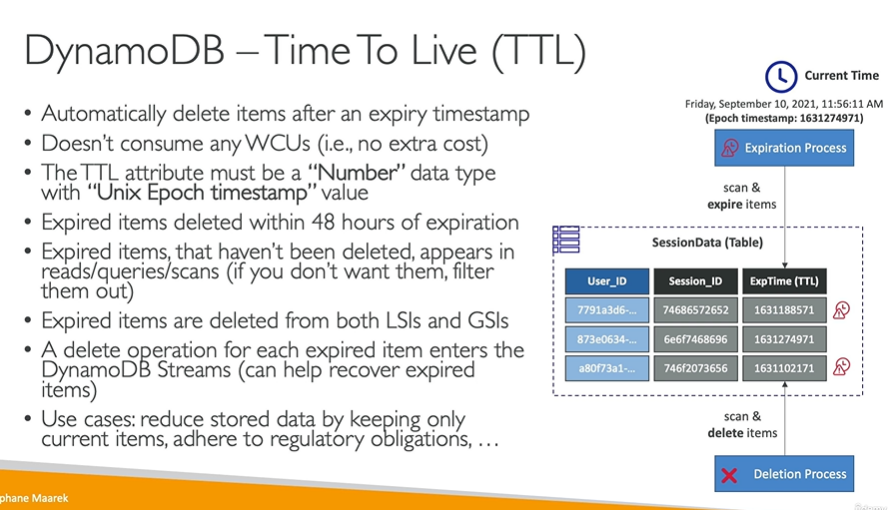 DynamoDB – Time To Live (TTL)
• Automatically delete items after an expiry timestamp
• Doesn't consume any WCUs (i.e., no extra cost)
• The TTL attribute must be a "Number" data type
with "Unix Epoch timestamp" value
• Expired items deleted within 48 hours of expiration
• Expired items, that haven't been deleted, appears in
reads/queries/scans (if you don't want them, filter
them out)
• Expired items are deleted from both LSIs and GSIs
• A delete operation for each expired item enters the
DynamoDB Streams (can help recover expired
items)
• Use cases: reduce stored data by keeping only
current items, adhere to regulatory obligations, …
Current Time
Friday, September 10, 2021, 11:56:11 AM
(Epoch timestamp: 1631274971)
Expiration Process
scan &
expire items
SessionData (Table)
User_ID Session_ID ExpTime (TTL)
7791a3d6-... 74686572652 1631188571
873e0634-... 6e6f7468696 1631274971
a80f73a1-... 746f2073656 1631102171
scan &
delete items
Deletion Process
phane Maarek